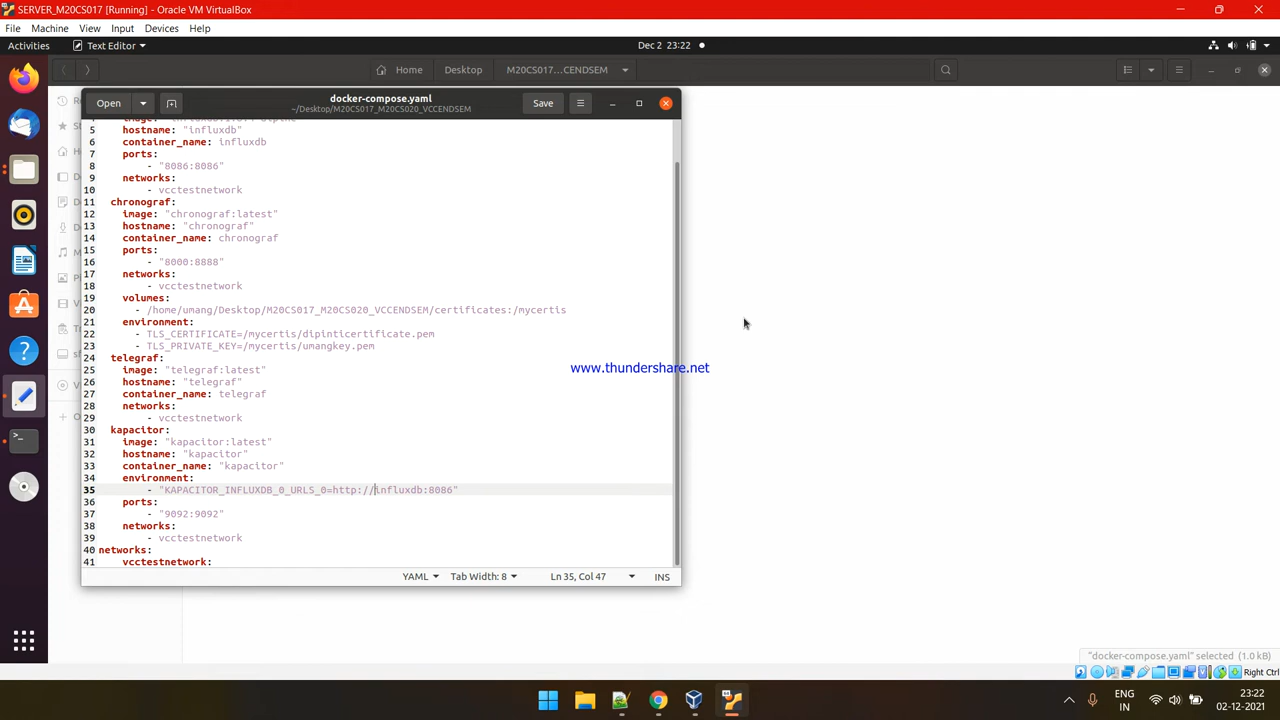 SERVER_M20CS017 [Running] - Oracle VM VirtualBox
File Machine View Input Devices Help
Activities Text Editor Dec 2 23:22
Home Desktop M20CS017…CENDSEM
Open docker-compose.yaml Save
~/Desktop/M20CS017_M20CS020_VCCENDSEM
5 hostname: "influxdb"
6 container_name: influxdb
7 ports:
8 - "8086:8086"
9 networks:
10 - vcctestnetwork
11 chronograf:
12 image: "chronograf:latest"
13 hostname: "chronograf"
14 container_name: chronograf
15 ports:
16 - "8000:8888"
17 networks:
18 - vcctestnetwork
19 volumes:
20 - /home/umang/Desktop/M20CS017_M20CS020_VCCENDSEM/certificates:/mycertis
21 environment:
22 - TLS_CERTIFICATE=/mycertis/dipinticertificate.pem
23 - TLS_PRIVATE_KEY=/mycertis/umangkey.pem
24 telegraf:
25 image: "telegraf:latest"
26 hostname: "telegraf"
27 container_name: telegraf
28 networks:
29 - vcctestnetwork
30 kapacitor:
31 image: "kapacitor:latest"
32 hostname: "kapacitor"
33 container_name: "kapacitor"
34 environment:
35 - "KAPACITOR_INFLUXDB_0_URLS_0=http://influxdb:8086"
36 ports:
37 - "9092:9092"
38 networks:
39 - vcctestnetwork
40 networks:
41 vcctestnetwork:
YAML Tab Width: 8 Ln 35, Col 47 INS
www.thundershare.net
"docker-compose.yaml" selected (1.0 kB)
Right Ctrl
ENG
IN
23:22
02-12-2021